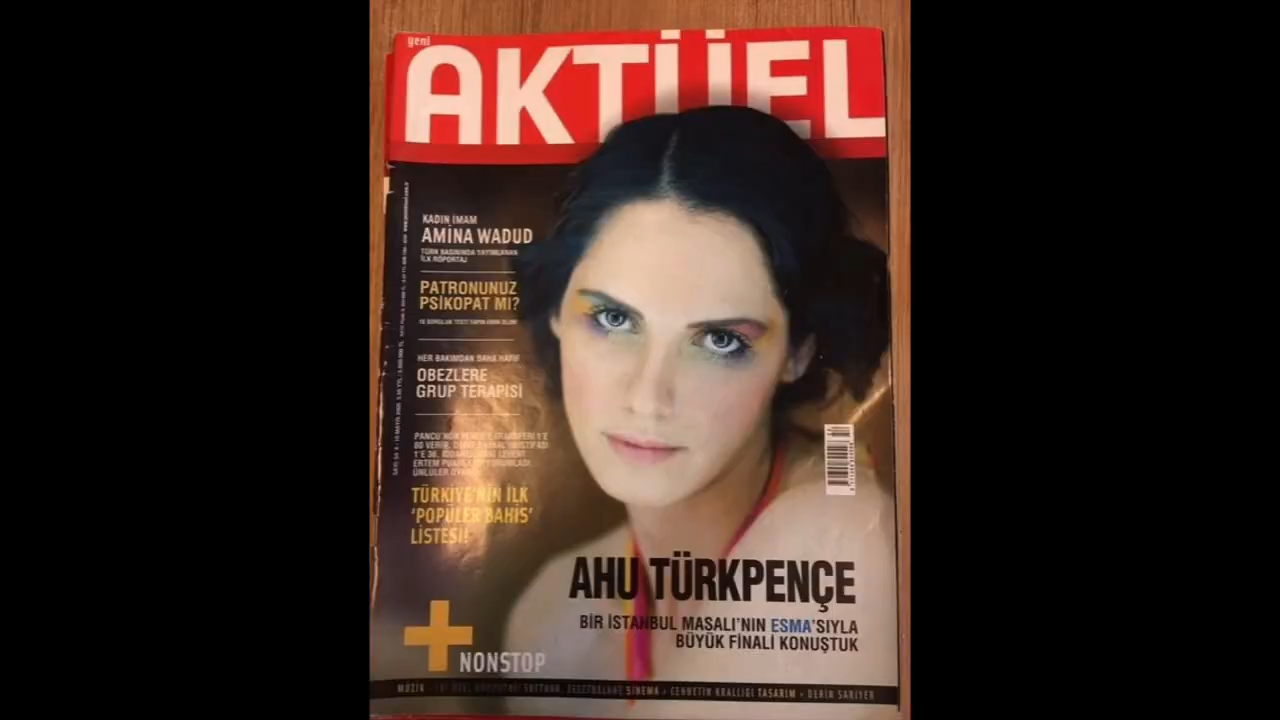 yeni
AKTÜEL
KADIN İMAM
AMİNA WADUD
TÜRK BASININDA YAYIMLANAN
İLK RÖPORTAJ
PATRONUNUZ
PSİKOPAT MI?
HER BAKIMDAN DAHA HAFİF
OBEZLERE
GRUP TERAPİSİ
TÜRKİYE'NİN İLK
'POPÜLER BAHİS'
LİSTESİ!
AHU TÜRKPENÇE
BİR İSTANBUL MASALI'NIN ESMA'SIYLA
BÜYÜK FİNALİ KONUŞTUK
+ NONSTOP
MÜZİK SİNEMA • CENNETİN KRALLIĞI TASARIM • DERİN SARIYER